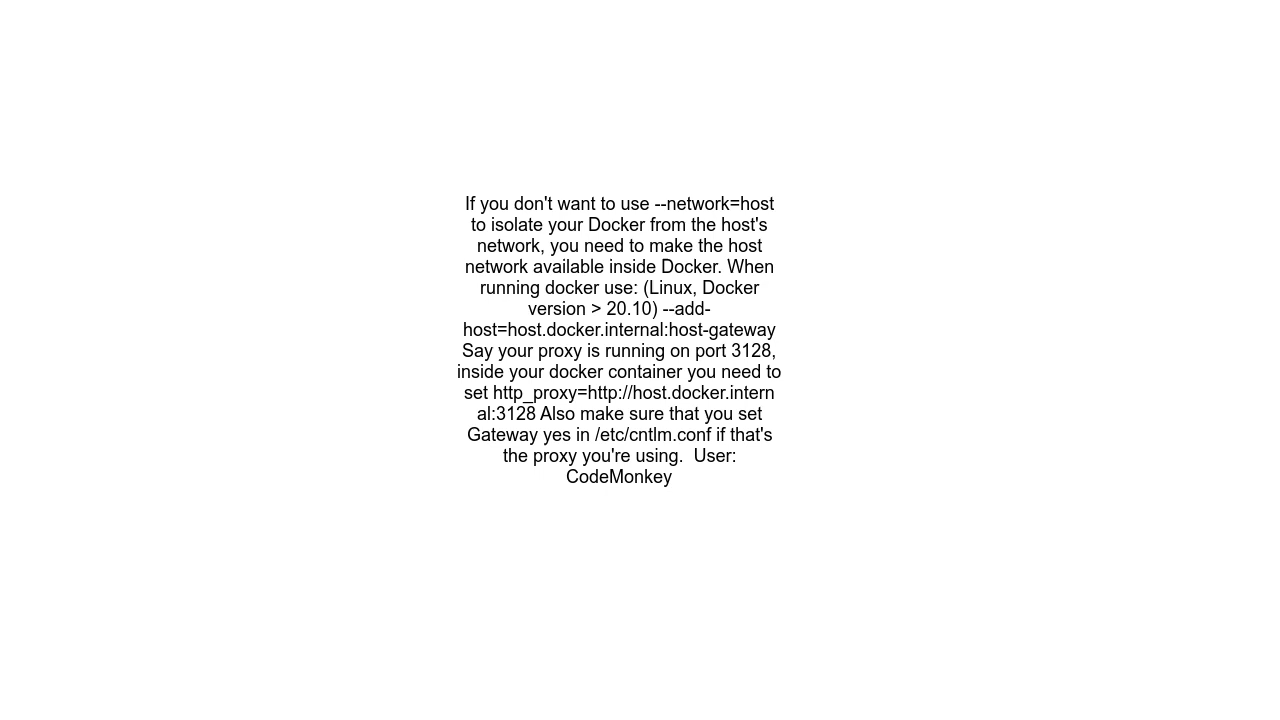 If you don't want to use --network=host
to isolate your Docker from the host's
network, you need to make the host
network available inside Docker. When
running docker use: (Linux, Docker
version > 20.10) --add-
host=host.docker.internal:host-gateway
Say your proxy is running on port 3128,
inside your docker container you need to
set http_proxy=http://host.docker.intern
al:3128 Also make sure that you set
Gateway yes in /etc/cntlm.conf if that's
the proxy you're using.  User:
CodeMonkey